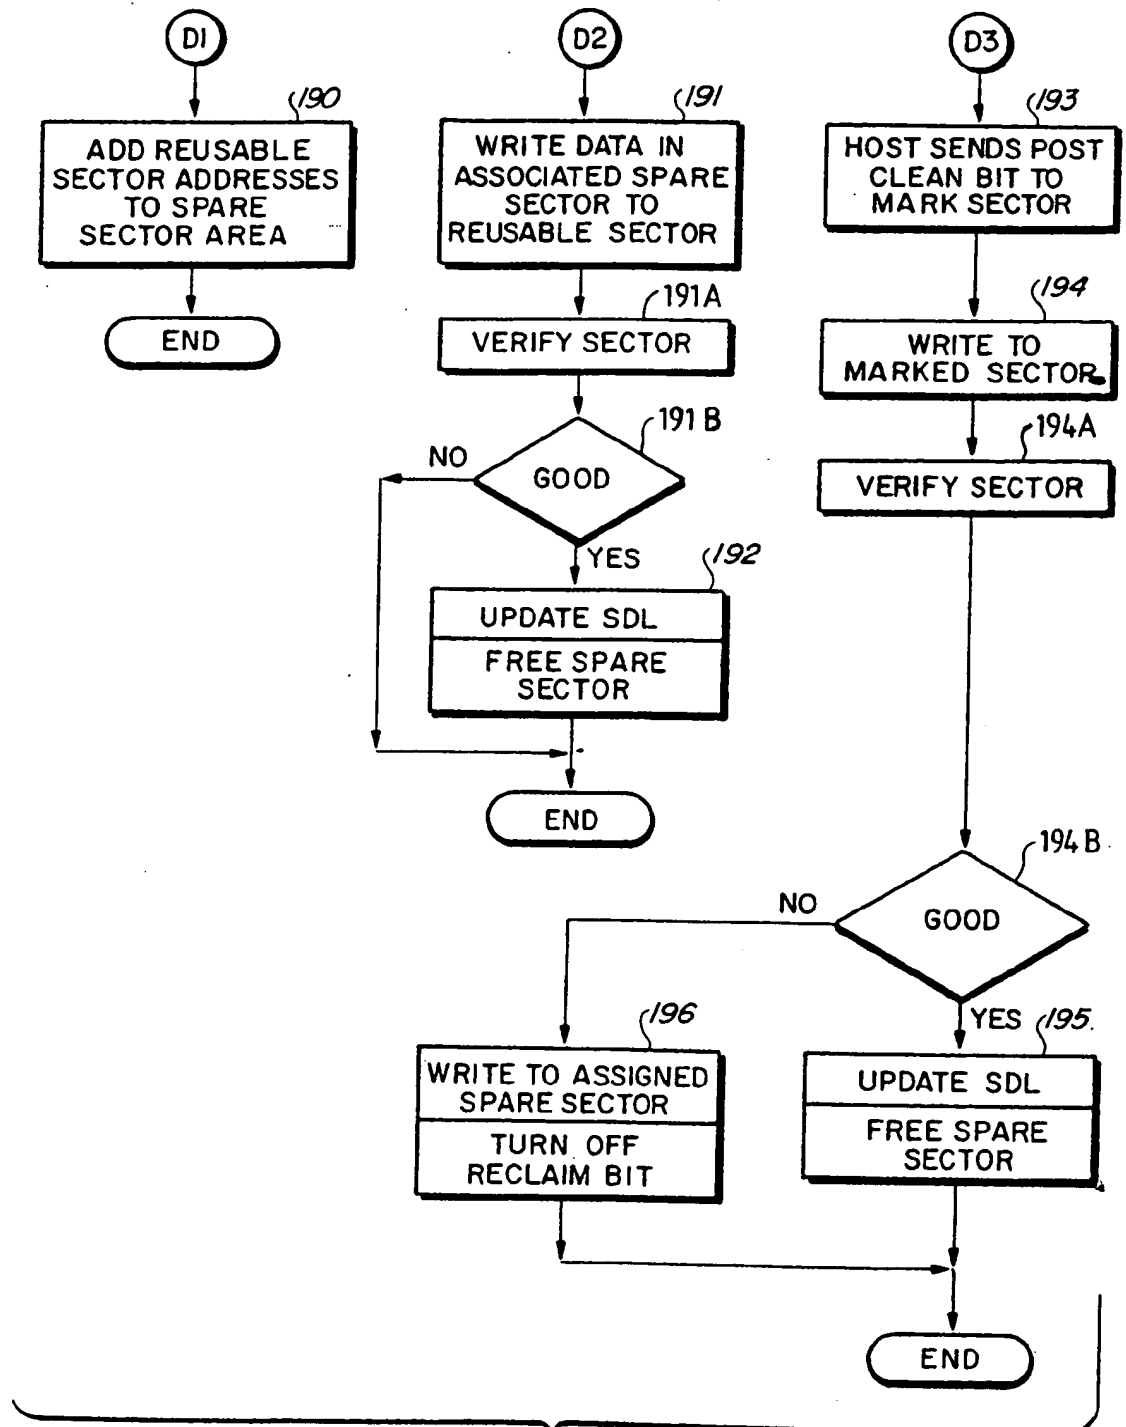 D1
190
ADD REUSABLE
SECTOR ADDRESSES
TO SPARE
SECTOR AREA
END
D2
191
WRITE DATA IN
ASSOCIATED SPARE
SECTOR TO
REUSABLE SECTOR
191A
VERIFY SECTOR
191B
GOOD
NO
YES
192
UPDATE SDL
FREE SPARE
SECTOR
END
D3
193
HOST SENDS POST
CLEAN BIT TO
MARK SECTOR
194
WRITE TO
MARKED SECTOR
194A
VERIFY SECTOR
194B
GOOD
NO
YES
196
WRITE TO ASSIGNED
SPARE SECTOR
TURN OFF
RECLAIM BIT
195
UPDATE SDL
FREE SPARE
SECTOR
END